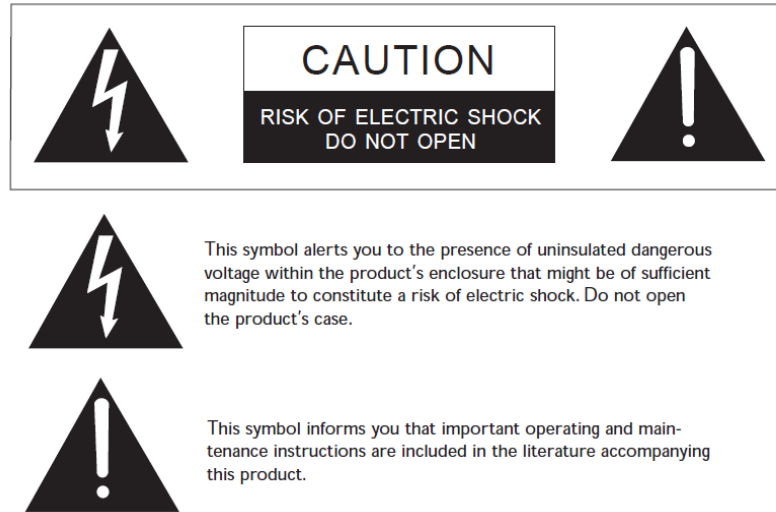 CAUTION
RISK OF ELECTRIC SHOCK
DO NOT OPEN
This symbol alerts you to the presence of uninsulated dangerous
voltage within the product's enclosure that might be of sufficient
magnitude to constitute a risk of electric shock. Do not open
the product's case.
This symbol informs you that important operating and main-
tenance instructions are included in the literature accompanying
this product.